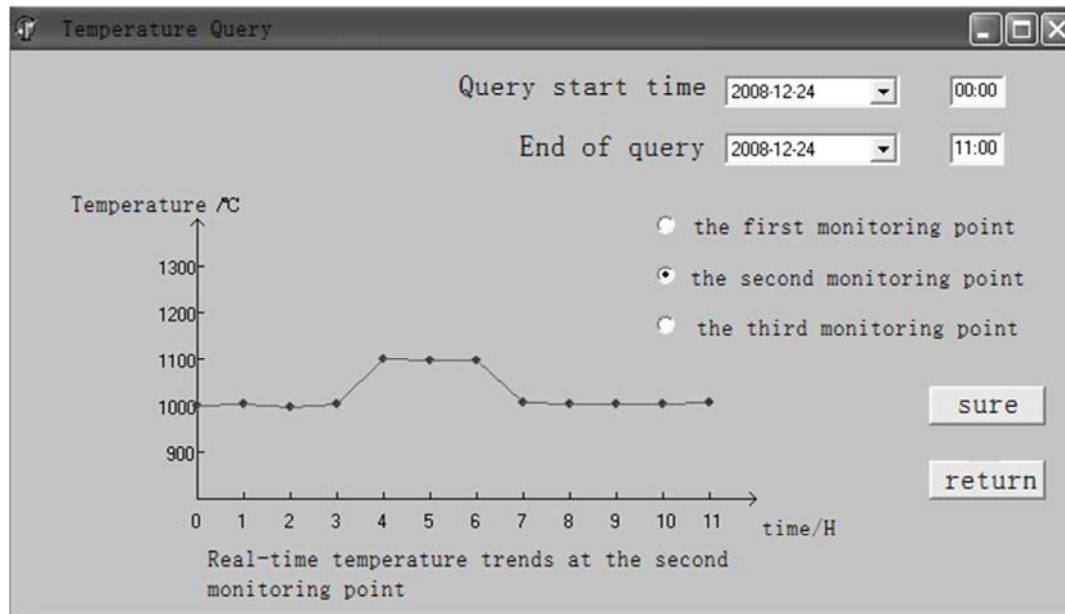 Temperature Query
Query start time 2008-12-24 00:00
End of query 2008-12-24 11:00
Temperature /℃
the first monitoring point
the second monitoring point
the third monitoring point
1300
1200
1100
1000
900
sure
return
0 1 2 3 4 5 6 7 8 9 10 11
time/H
Real-time temperature trends at the second
monitoring point